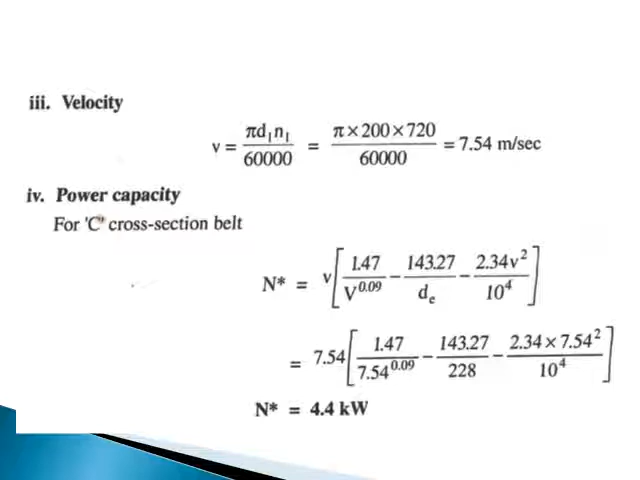 iii. Velocity
v = πd₁n₁/60000 = π×200×720/60000 = 7.54 m/sec
iv. Power capacity
For 'C" cross-section belt
N* = v[1.47/V^0.09 − 143.27/dₑ − 2.34v²/10⁴]
= 7.54[1.47/7.54^0.09 − 143.27/228 − 2.34×7.54²/10⁴]
N* = 4.4 kW